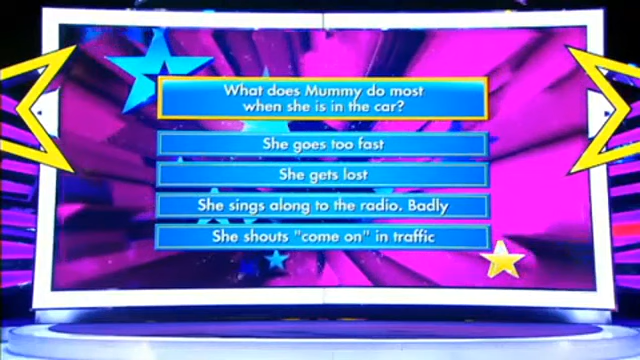 What does Mummy do most
when she is in the car?
She goes too fast
She gets lost
She sings along to the radio. Badly
She shouts "come on" in traffic